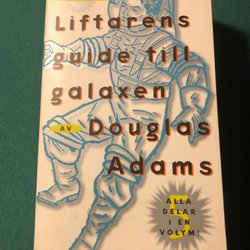 Liftarens
guide till
galaxen
AV Douglas
Adams
ALLA
DELAR I EN
VOLYM!